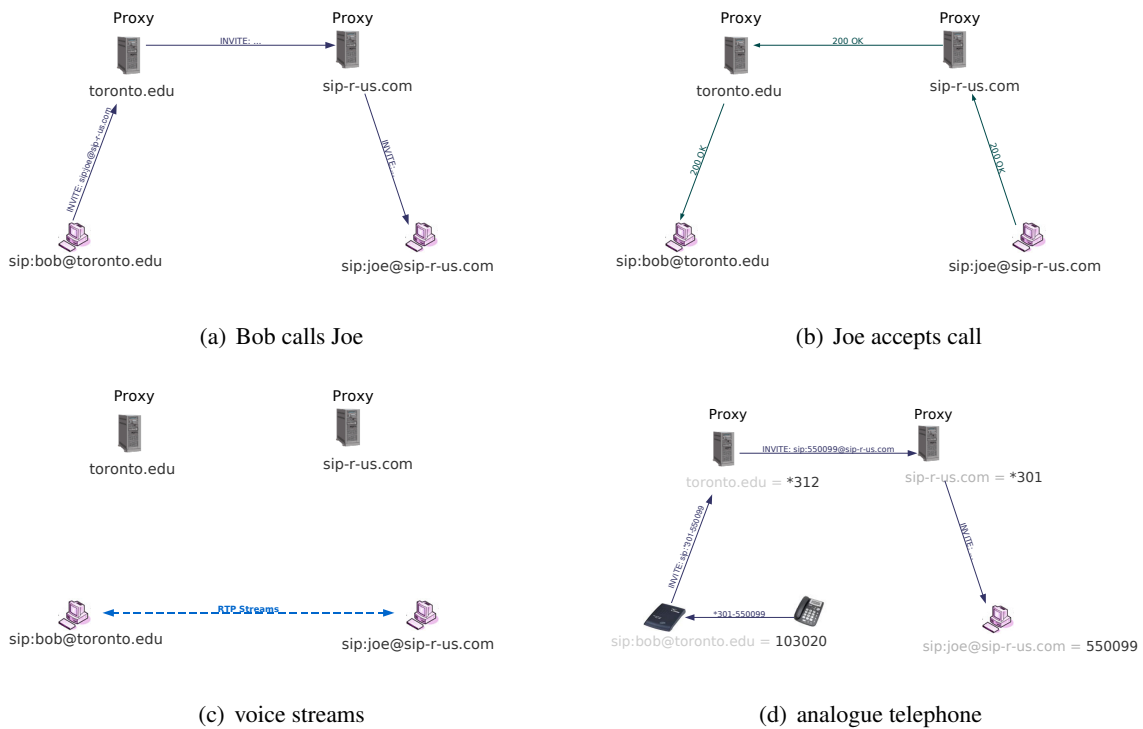 Proxy
Proxy
INVITE: ...
toronto.edu
sip-r-us.com
INVITE: sip:joe@sip-r-us.com
INVITE:...
sip:bob@toronto.edu
sip:joe@sip-r-us.com
(a) Bob calls Joe
Proxy
Proxy
200 OK
toronto.edu
sip-r-us.com
200 OK
200 OK
sip:bob@toronto.edu
sip:joe@sip-r-us.com
(b) Joe accepts call
Proxy
Proxy
toronto.edu
sip-r-us.com
RTP Streams
sip:bob@toronto.edu
sip:joe@sip-r-us.com
(c) voice streams
Proxy
Proxy
INVITE: sip:550099@sip-r-us.com
toronto.edu = *312
sip-r-us.com = *301
INVITE: sip:*301-550099
INVITE:...
*301-550099
sip:bob@toronto.edu = 103020
sip:joe@sip-r-us.com = 550099
(d) analogue telephone